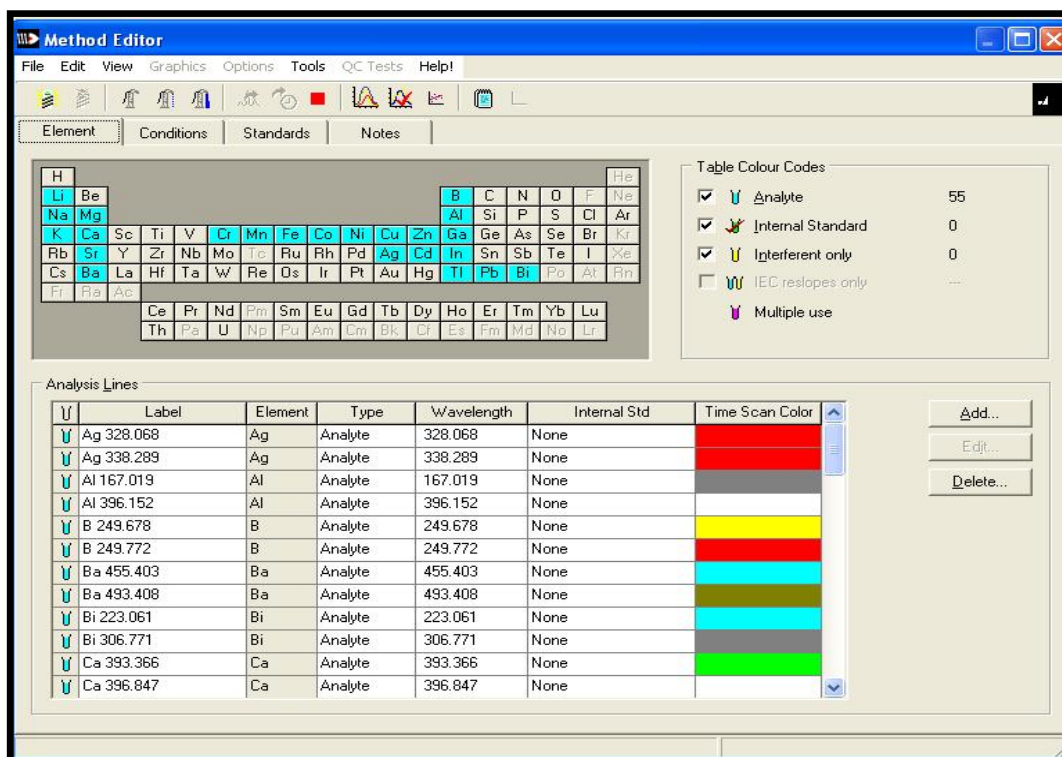 Method Editor
File Edit View Graphics Options Tools QC Tests Help!
Element Conditions Standards Notes
H He
Li Be B C N O F Ne
Na Mg Al Si P S Cl Ar
K Ca Sc Ti V Cr Mn Fe Co Ni Cu Zn Ga Ge As Se Br Kr
Rb Sr Y Zr Nb Mo Tc Ru Rh Pd Ag Cd In Sn Sb Te I Xe
Cs Ba La Hf Ta W Re Os Ir Pt Au Hg Tl Pb Bi Po At Rn
Fr Ra Ac
Ce Pr Nd Pm Sm Eu Gd Tb Dy Ho Er Tm Yb Lu
Th Pa U Np Pu Am Cm Bk Cf Es Fm Md No Lr
Table Colour Codes
Analyte 55
Internal Standard 0
Interferent only 0
IEC reslopes only ---
Multiple use
Analysis Lines
Label Element Type Wavelength Internal Std Time Scan Color
Ag 328.068 Ag Analyte 328.068 None
Ag 338.289 Ag Analyte 338.289 None
Al 167.019 Al Analyte 167.019 None
Al 396.152 Al Analyte 396.152 None
B 249.678 B Analyte 249.678 None
B 249.772 B Analyte 249.772 None
Ba 455.403 Ba Analyte 455.403 None
Ba 493.408 Ba Analyte 493.408 None
Bi 223.061 Bi Analyte 223.061 None
Bi 306.771 Bi Analyte 306.771 None
Ca 393.366 Ca Analyte 393.366 None
Ca 396.847 Ca Analyte 396.847 None
Add...
Edit...
Delete...